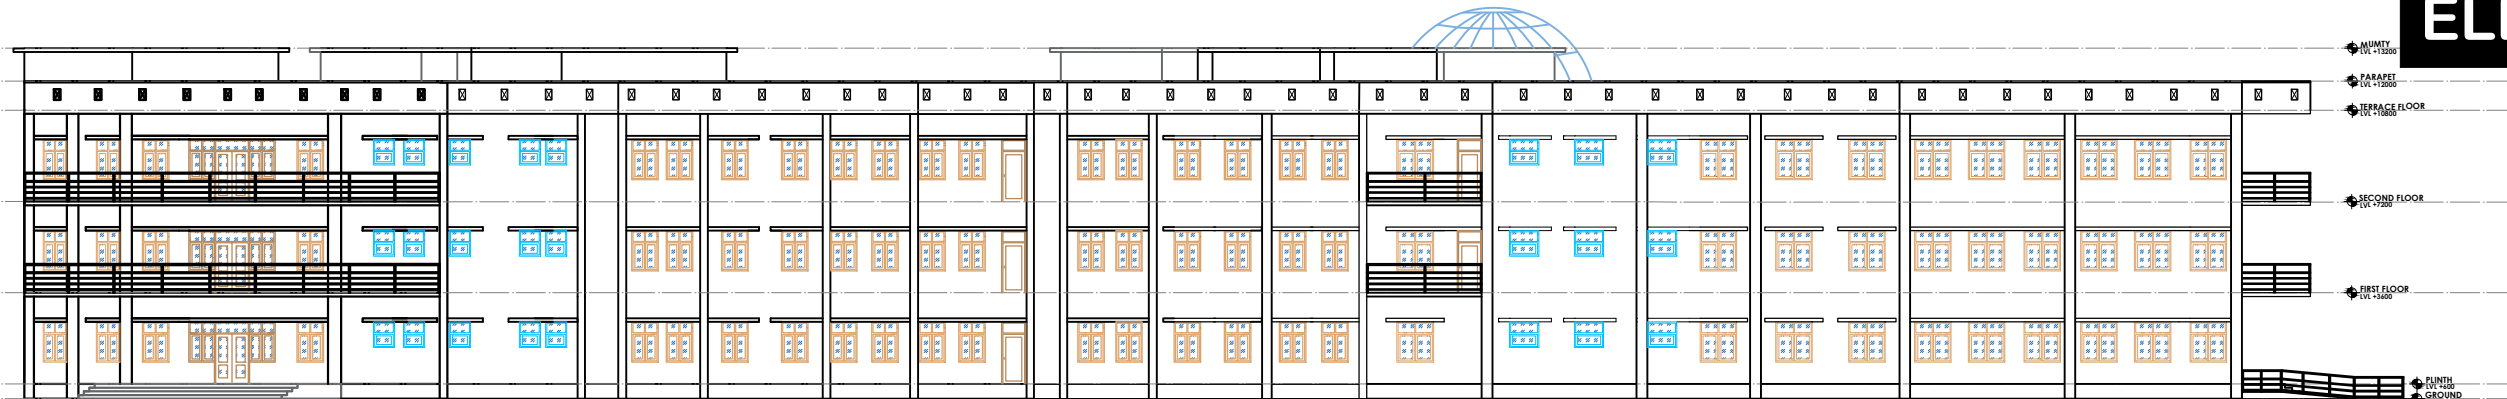 EL
MUMTY
LVL +13200
PARAPET
LVL +12000
TERRACE FLOOR
LVL +10800
SECOND FLOOR
LVL +7200
FIRST FLOOR
LVL +3600
PLINTH
LVL +600
GROUND